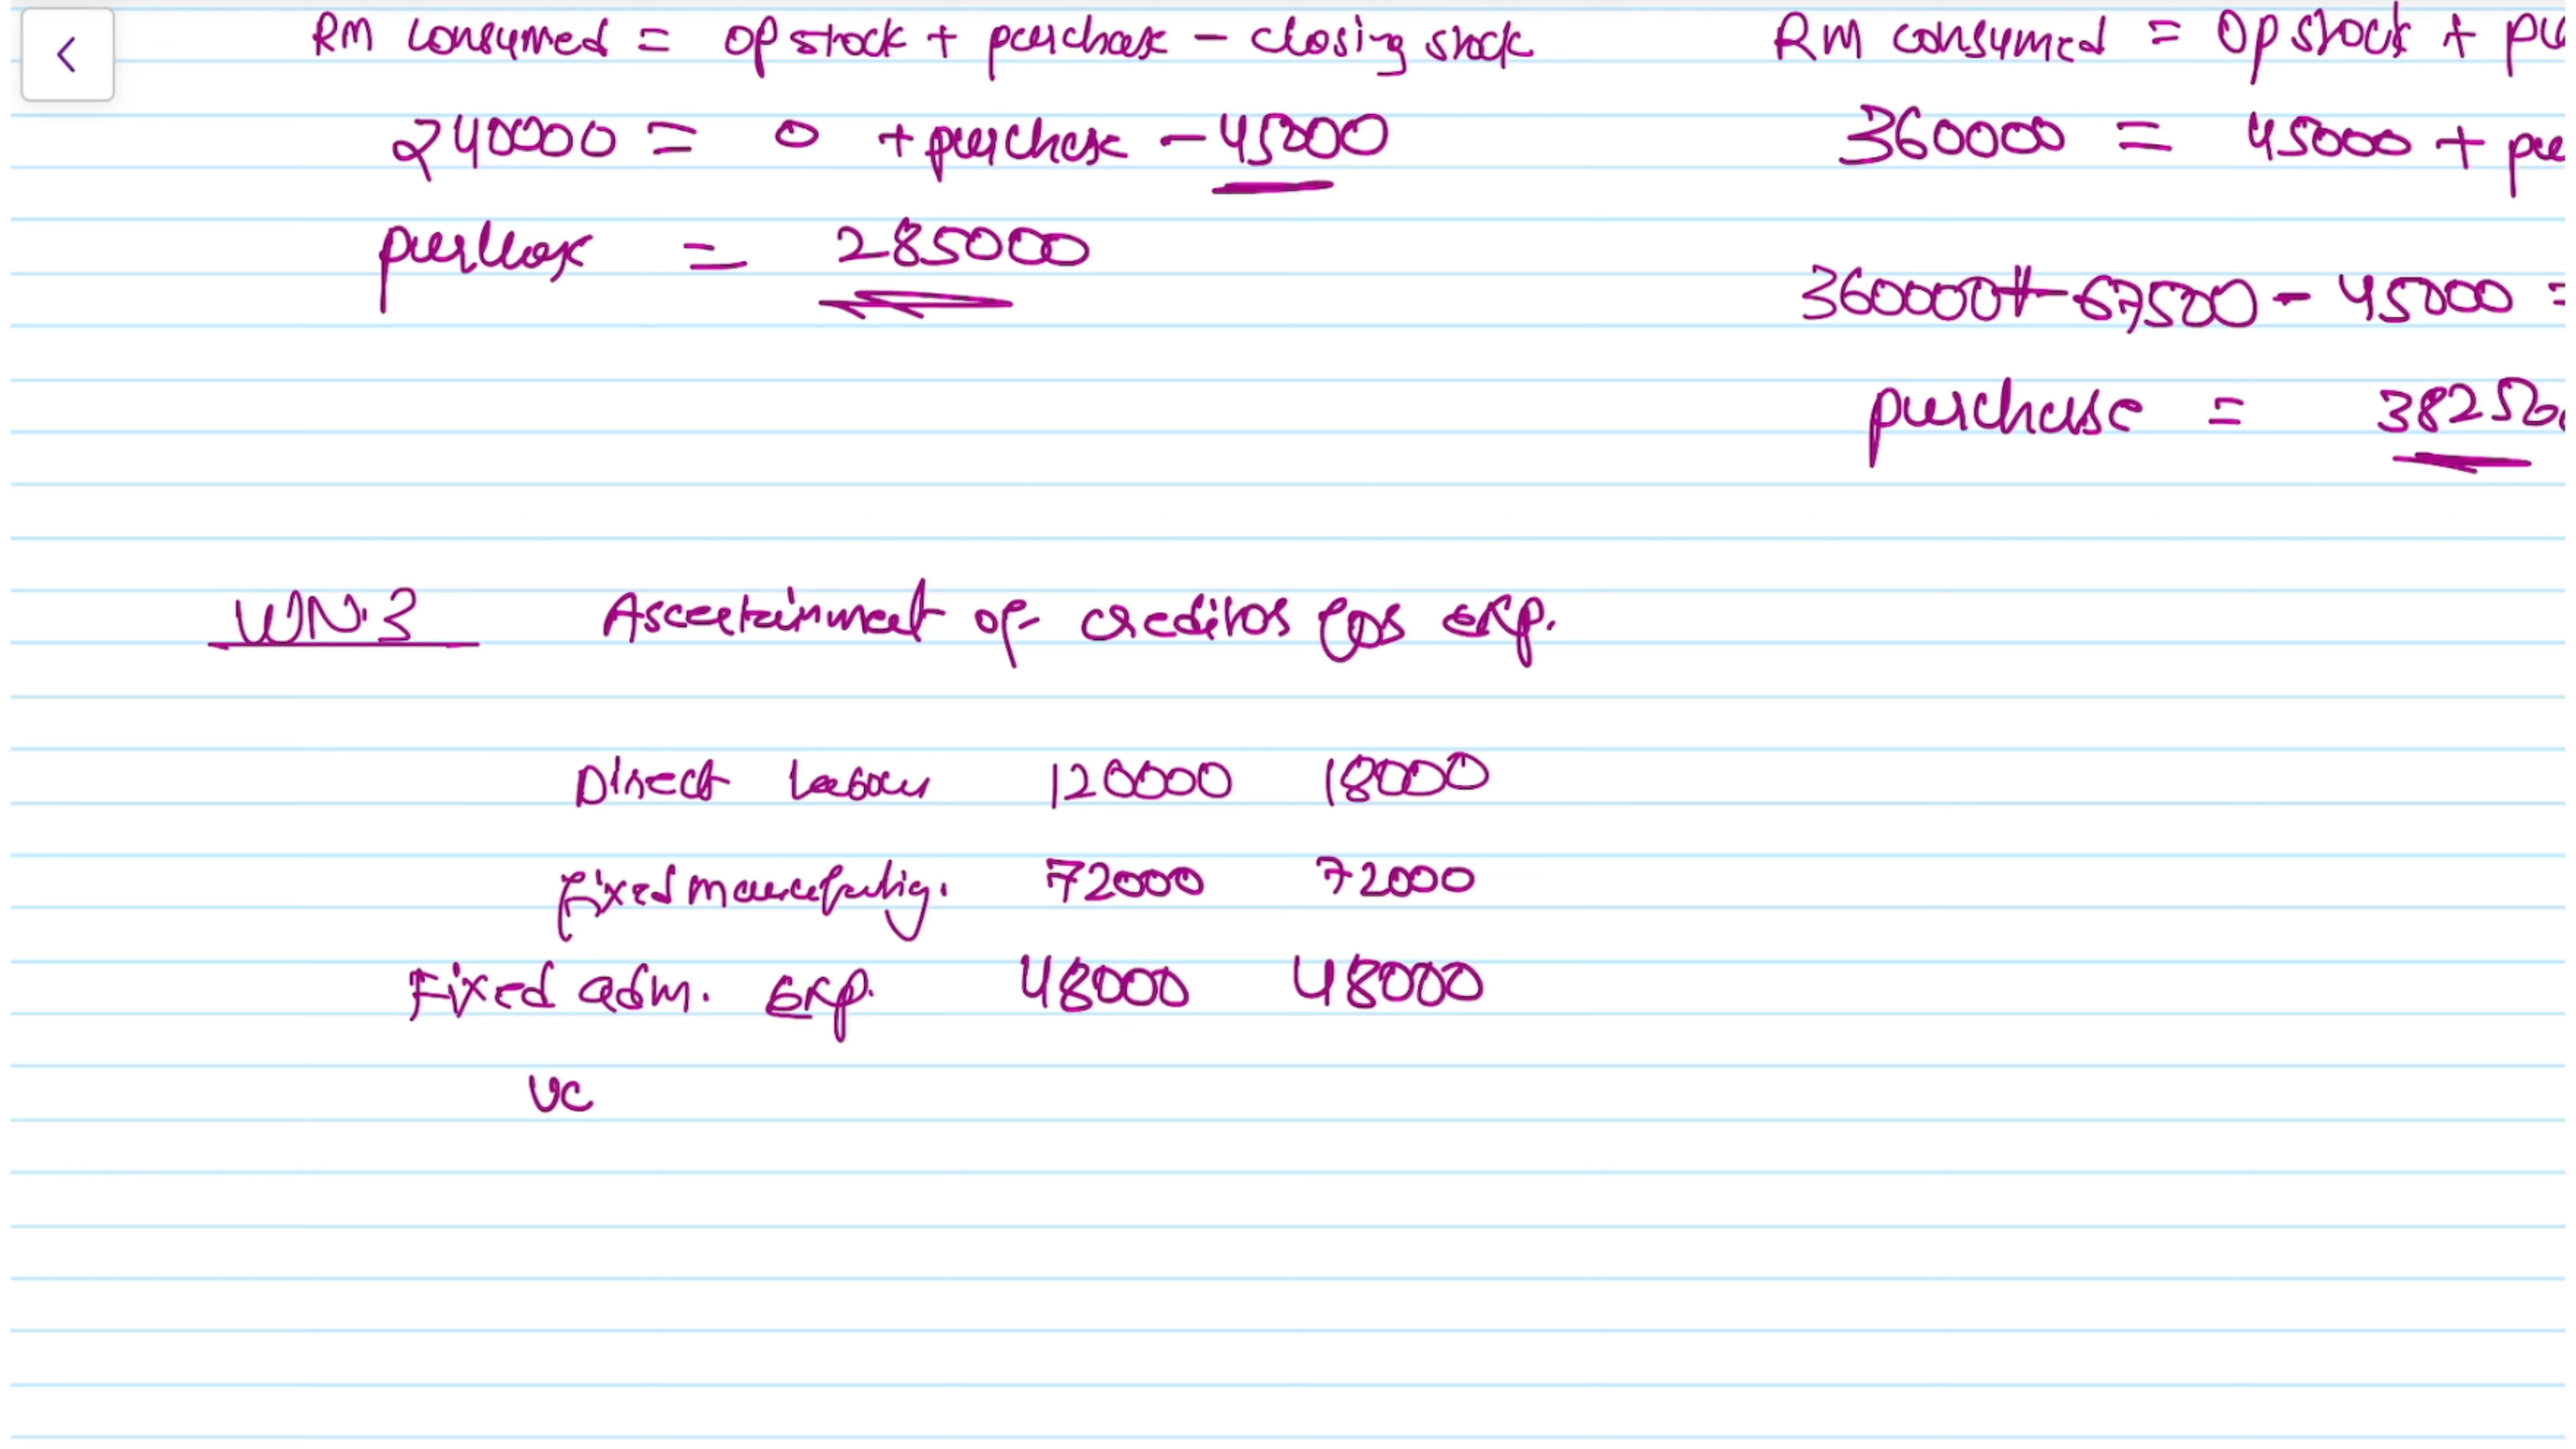 RM consumed = op stock + purchase - closing stock
240000 = 0 + purchase - 45000
purchase = 285000
RM consumed = Op stock + pu
360000 = 45000 + pu
360000 + 67500 - 45000 =
purchase = 38250
WN.3 Ascertainment of creditos for exp.
Direct labour 120000 18000
fixed manufacturing. 72000 72000
Fixed adm. Exp. 48000 48000
VC